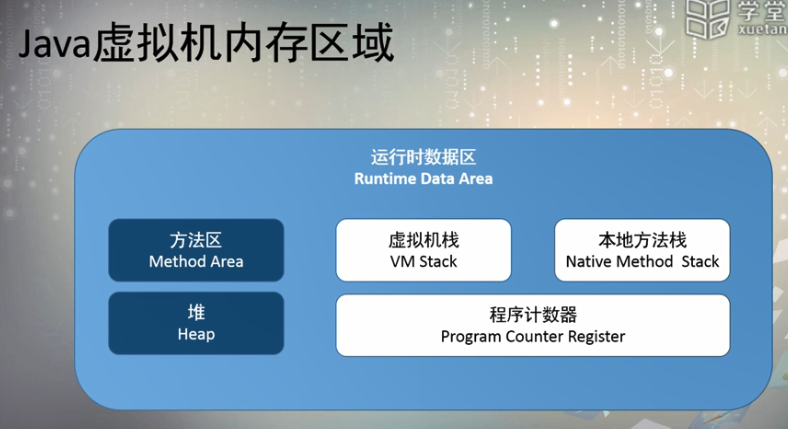 Java虚拟机内存区域
学堂
xuetan
运行时数据区
Runtime Data Area
方法区
Method Area
虚拟机栈
VM Stack
本地方法栈
Native Method Stack
堆
Heap
程序计数器
Program Counter Register